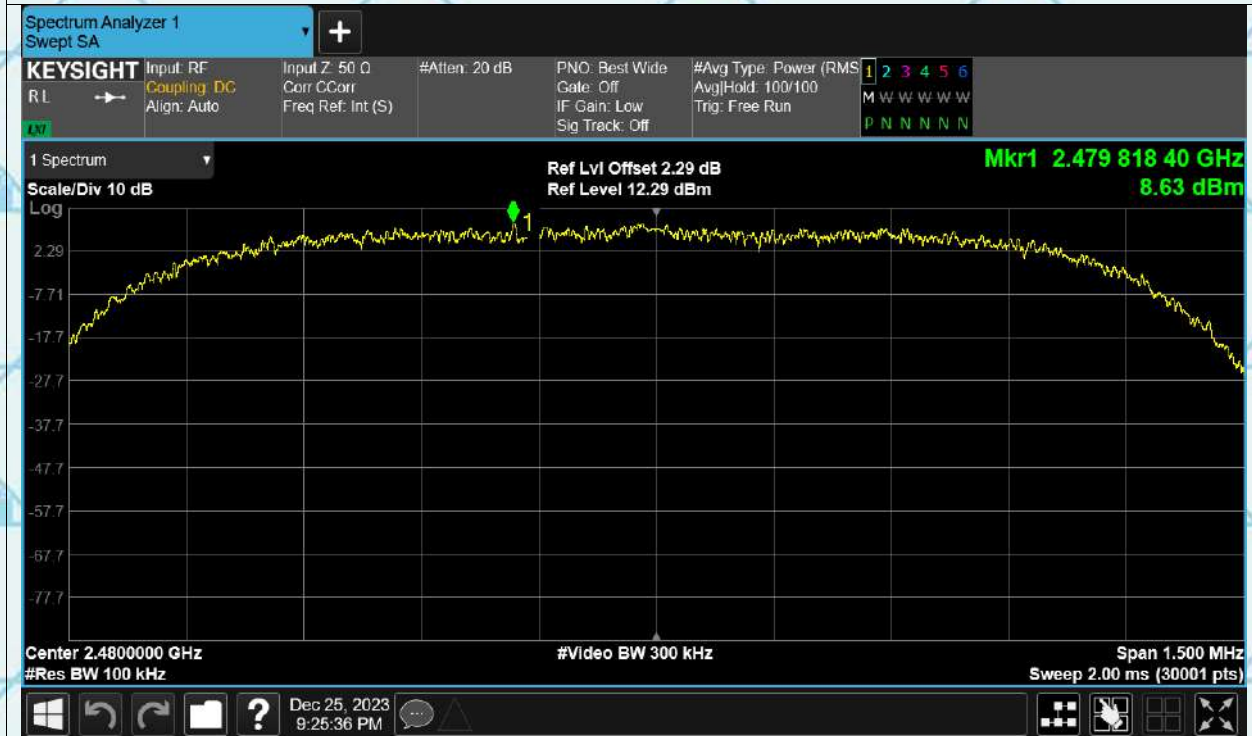 Spectrum Analyzer 1
Swept SA
+
KEYSIGHT
RL
LXI
Input: RF
Coupling: DC
Align: Auto
Input Z: 50 Ω
Corr CCorr
Freq Ref: Int (S)
#Atten: 20 dB
PNO: Best Wide
Gate: Off
IF Gain: Low
Sig Track: Off
#Avg Type: Power (RMS
Avg|Hold: 100/100
Trig: Free Run
1 2 3 4 5 6
M W W W W W
P N N N N N
1 Spectrum
Scale/Div 10 dB
Log
Ref Lvl Offset 2.29 dB
Ref Level 12.29 dBm
Mkr1 2.479 818 40 GHz
8.63 dBm
1
2.29
-7.71
-17.7
-27.7
-37.7
-47.7
-57.7
-67.7
-77.7
Center 2.4800000 GHz
#Res BW 100 kHz
#Video BW 300 kHz
Span 1.500 MHz
Sweep 2.00 ms (30001 pts)
?
Dec 25, 2023
9:25:36 PM